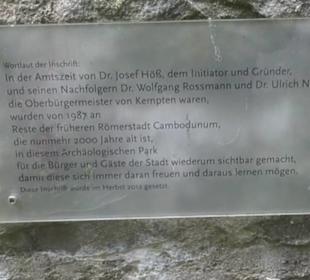 Wortlaut der Inschrift:
In der Amtszeit von Dr. Josef Höß, dem Initiator und Gründer,
und seinen Nachfolgern Dr. Wolfgang Rossmann und Dr. Ulrich N
die Oberbürgermeister von Kempten waren,
wurden von 1987 an
Reste der früheren Römerstadt Cambodunum,
die nunmehr 2000 Jahre alt ist,
in diesem Archäologischen Park
für die Bürger und Gäste der Stadt wiederum sichtbar gemacht,
damit diese sich immer daran freuen und daraus lernen mögen.
Diese Inschrift wurde im Herbst 2012 gesetzt.